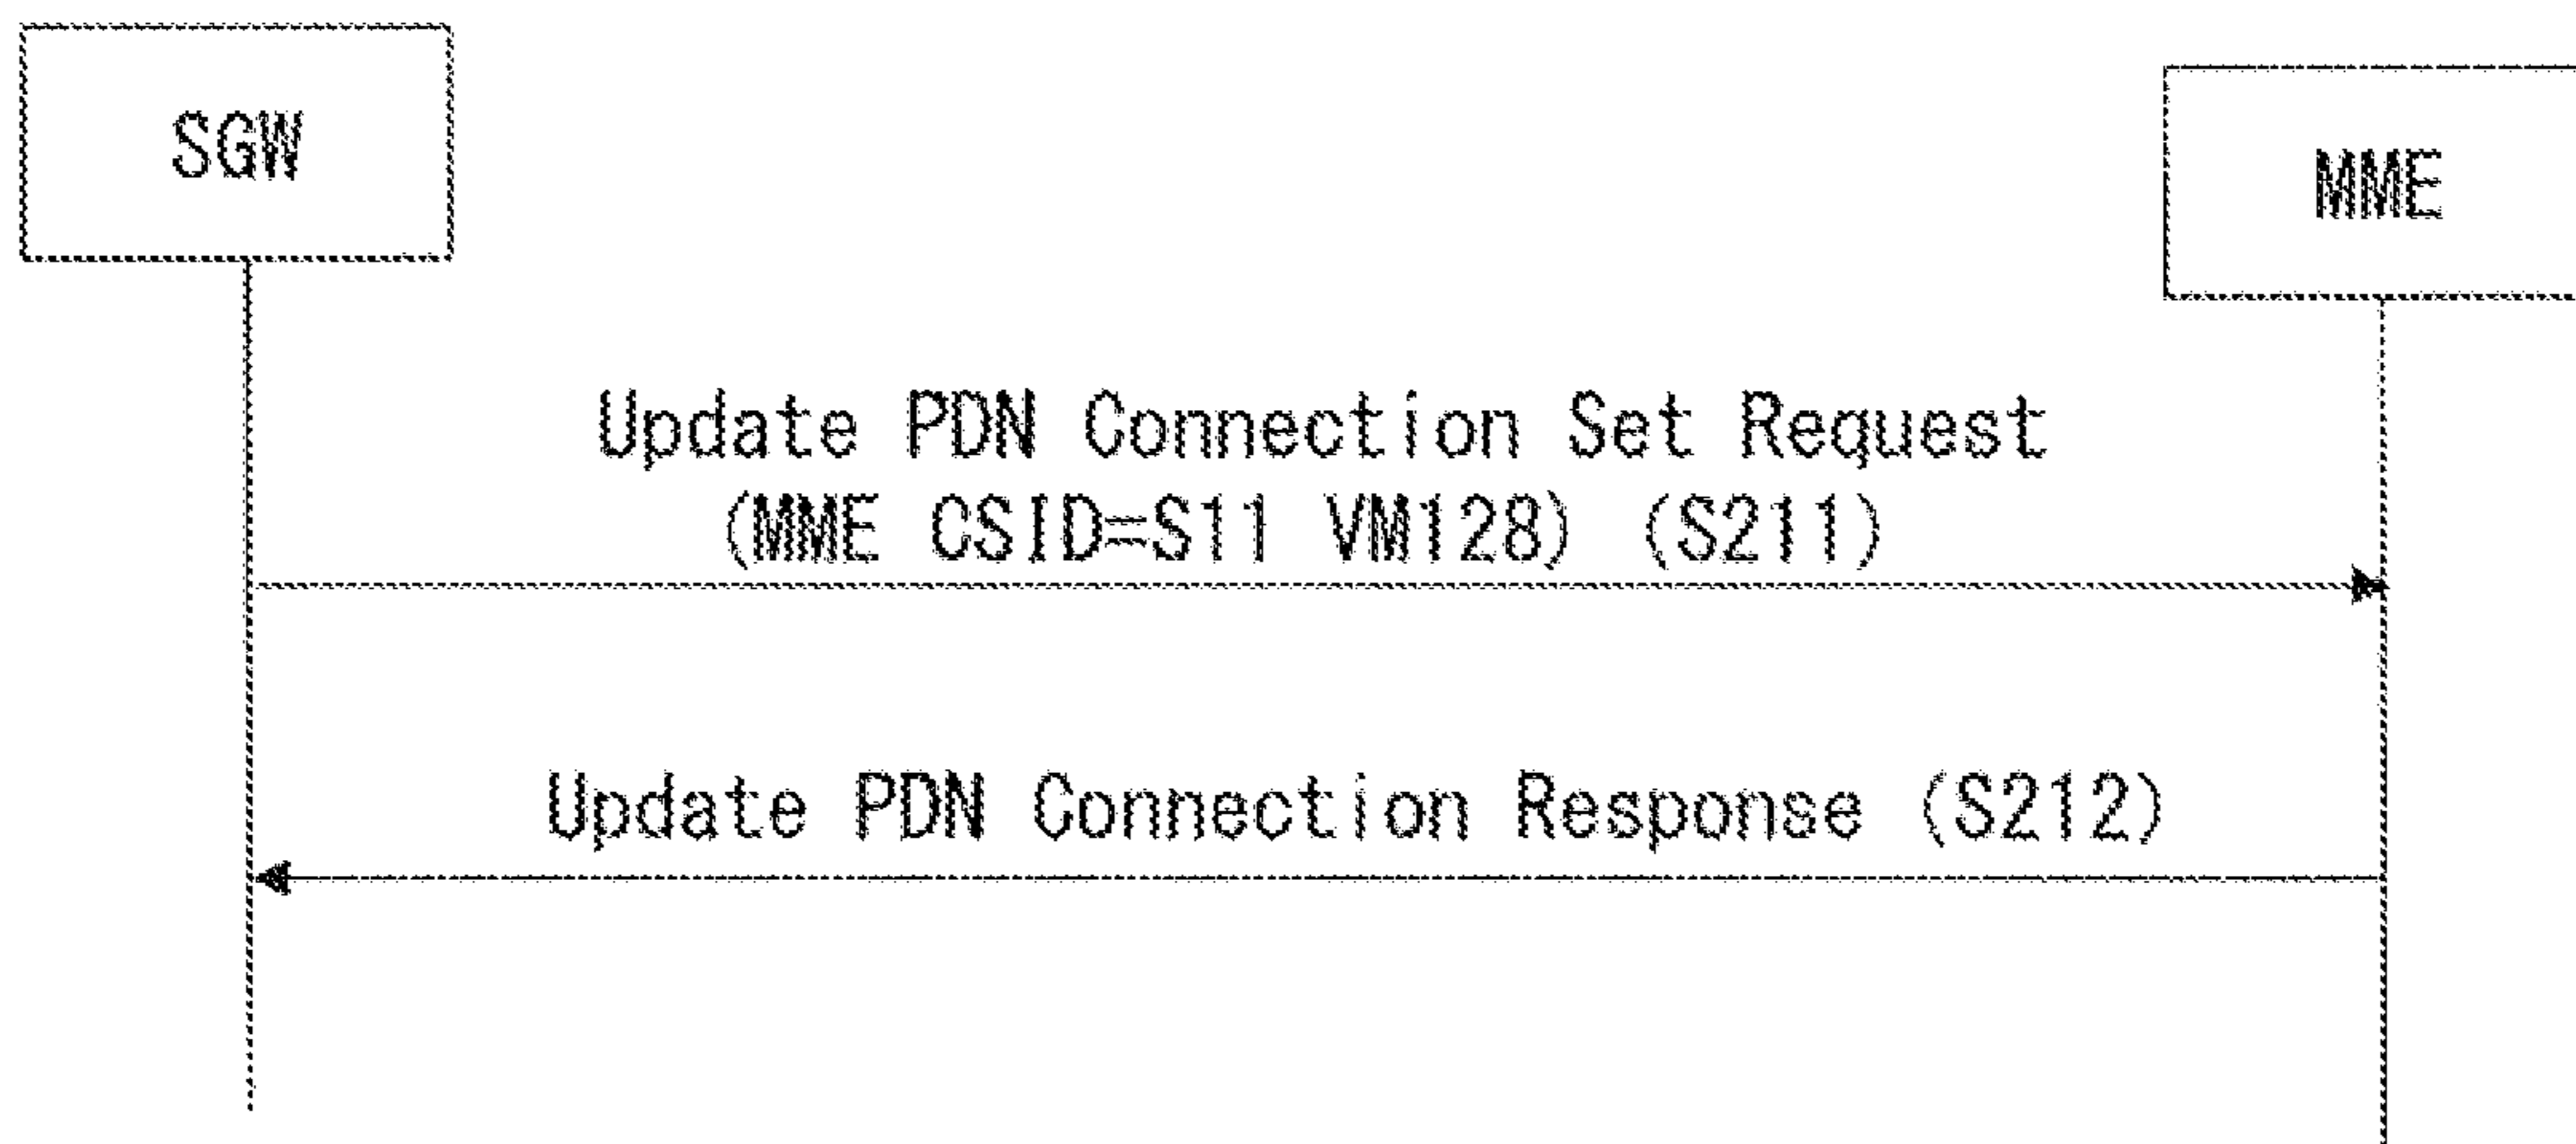 SGW
MME
Update PDN Connection Set Request
(MME CSID=S11 VM128) (S211)
Update PDN Connection Response (S212)